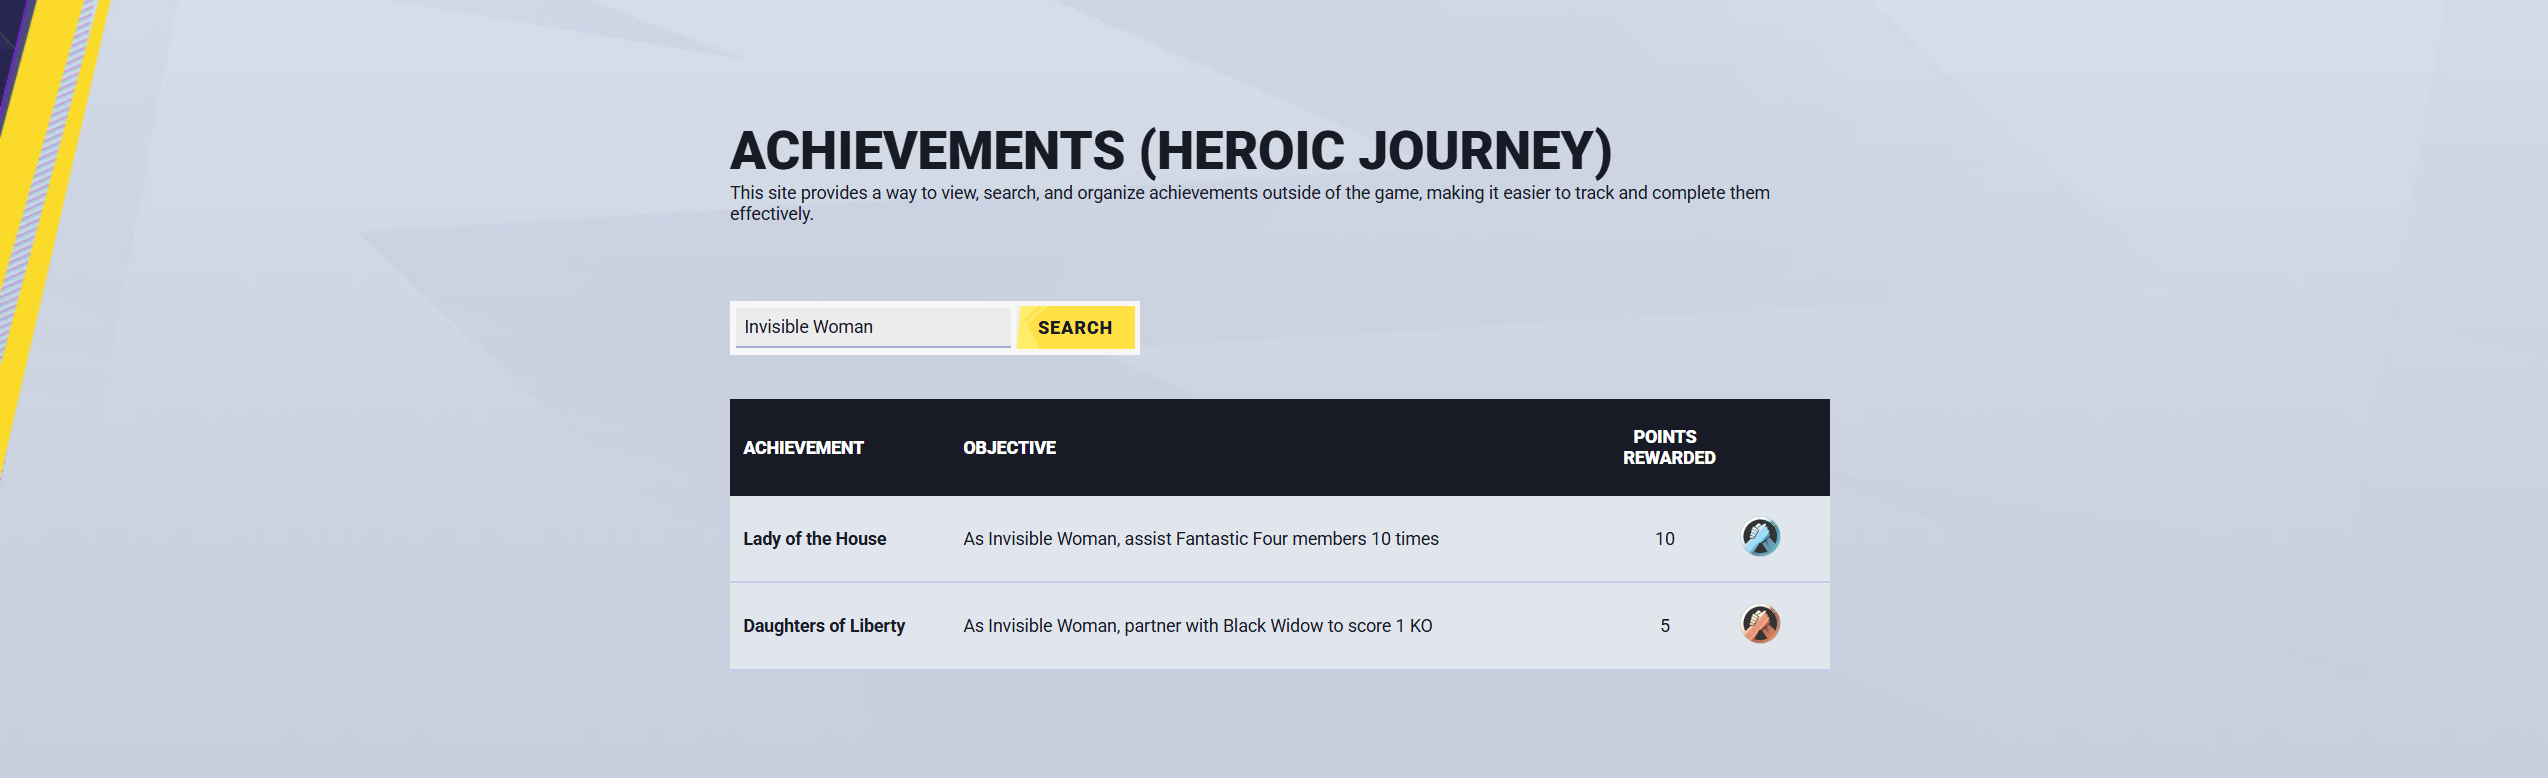 ACHIEVEMENTS (HEROIC JOURNEY)
This site provides a way to view, search, and organize achievements outside of the game, making it easier to track and complete them
effectively.
Invisible Woman SEARCH
ACHIEVEMENT OBJECTIVE POINTS
REWARDED
Lady of the House As Invisible Woman, assist Fantastic Four members 10 times 10
Daughters of Liberty As Invisible Woman, partner with Black Widow to score 1 KO 5